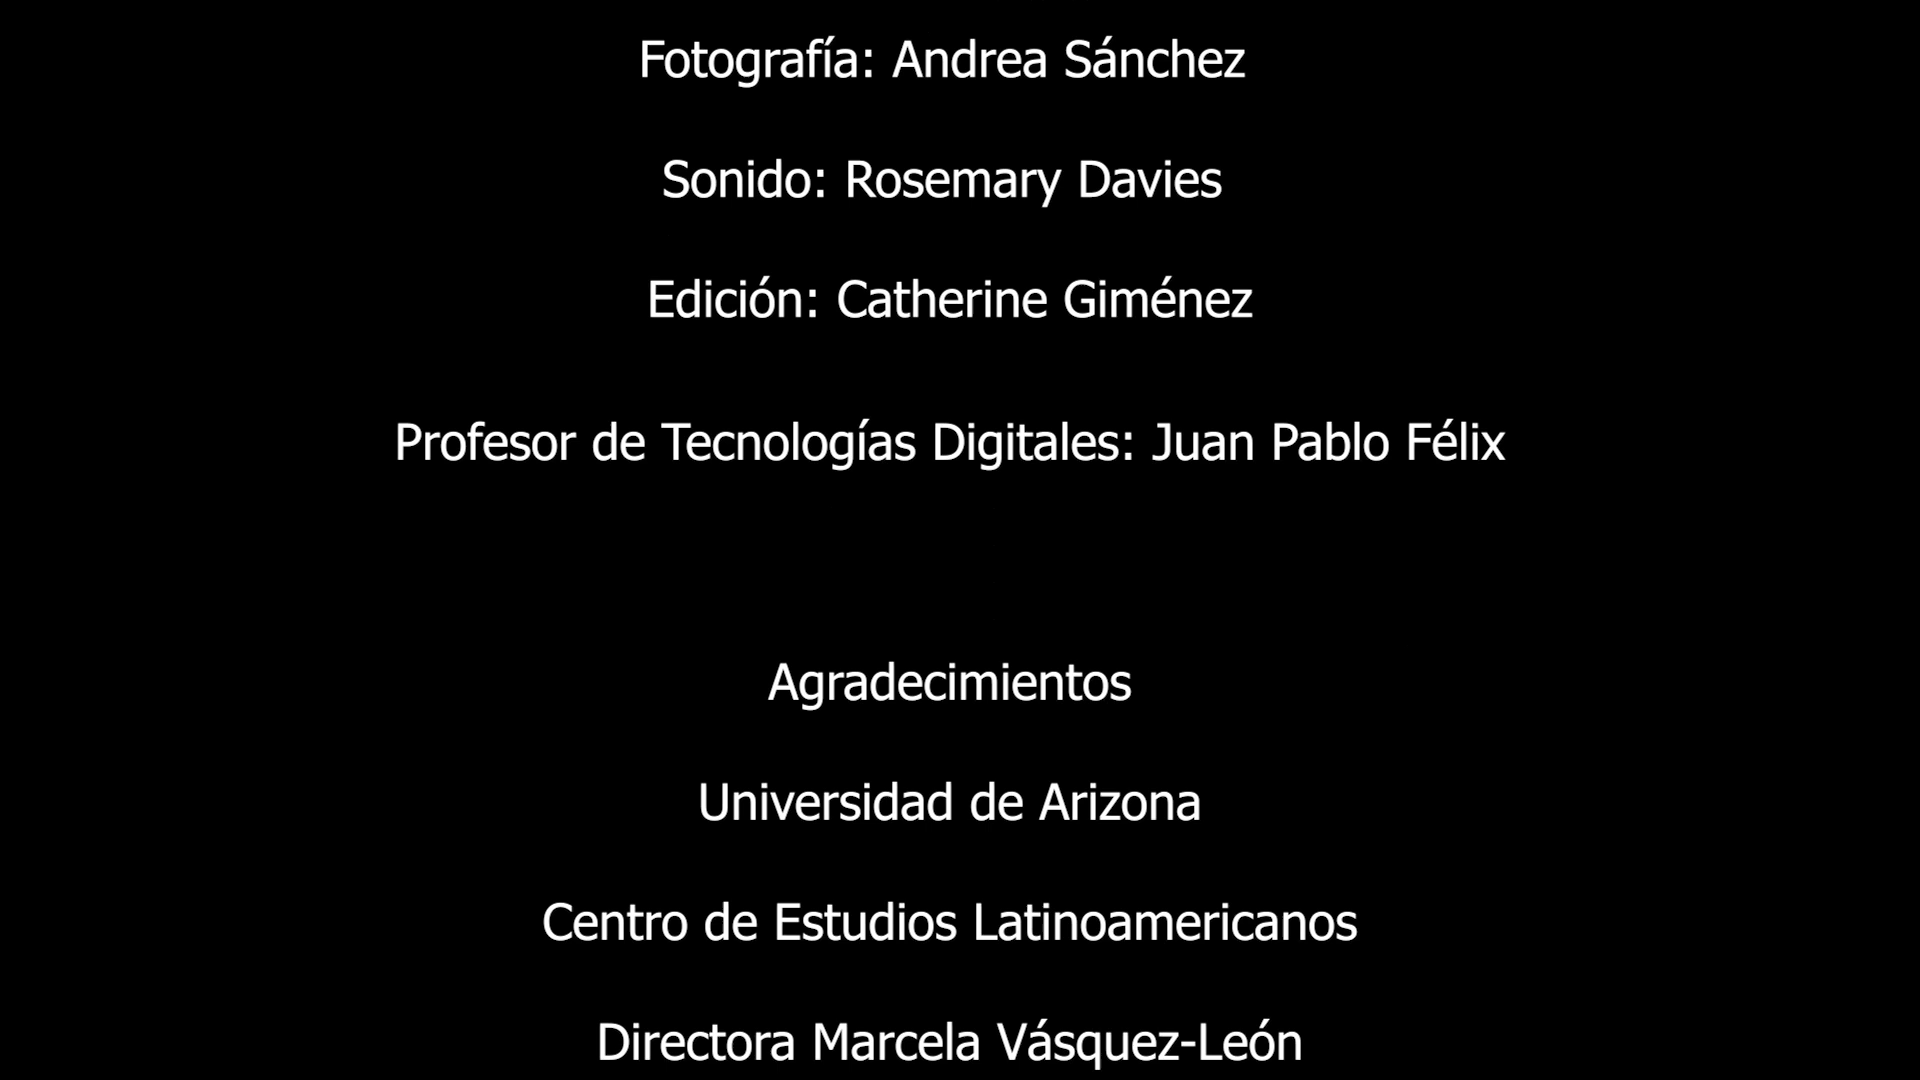 Fotografía: Andrea Sánchez
Sonido: Rosemary Davies
Edición: Catherine Giménez
Profesor de Tecnologías Digitales: Juan Pablo Félix
Agradecimientos
Universidad de Arizona
Centro de Estudios Latinoamericanos
Directora Marcela Vásquez-León